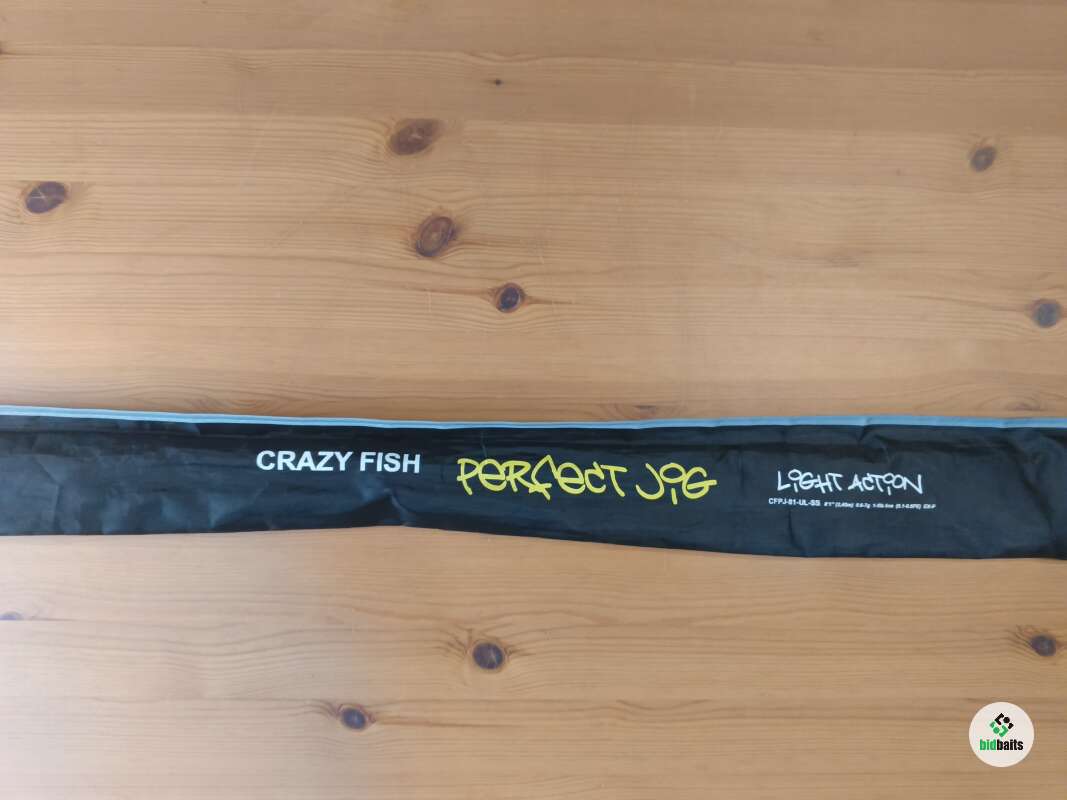 CRAZY FISH
PERFECT JIG
LIGHT ACTION
CFPJ-81-UL-SS
bidbaits